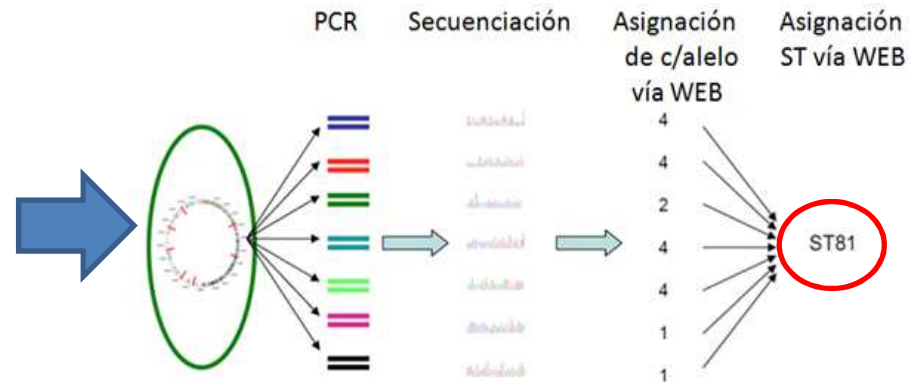 PCR
Secuenciación
Asignación
de c/alelo
vía WEB
Asignación
ST vía WEB
4
4
2
4
4
1
1
ST81